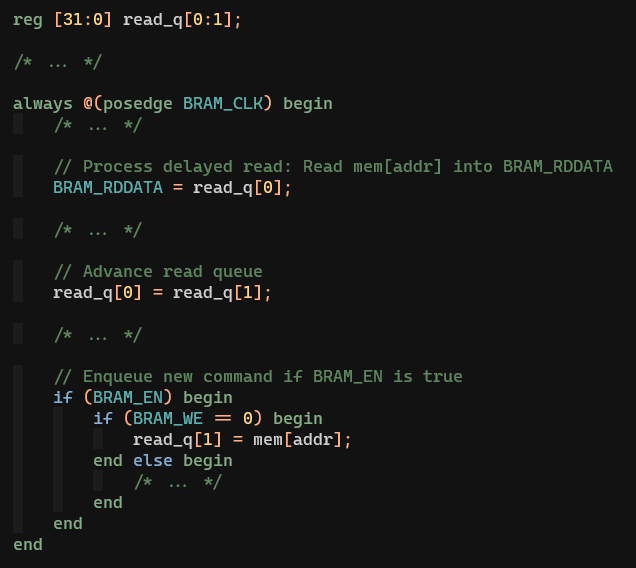 reg [31:0] read_q[0:1];
/* ... */
always @(posedge BRAM_CLK) begin
/* ... */
// Process delayed read: Read mem[addr] into BRAM_RDDATA
BRAM_RDDATA = read_q[0];
/* ... */
// Advance read queue
read_q[0] = read_q[1];
/* ... */
// Enqueue new command if BRAM_EN is true
if (BRAM_EN) begin
if (BRAM_WE == 0) begin
read_q[1] = mem[addr];
end else begin
/* ... */
end
end
end